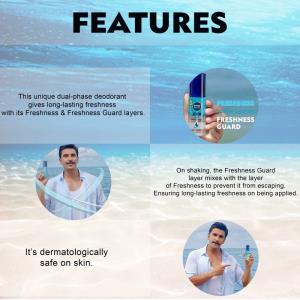 FEATURES
This unique dual-phase deodorant
gives long-lasting freshness
with its Freshness & Freshness Guard layers.
FRESHNESS
FRESHNESS
GUARD
On shaking, the Freshness Guard
layer mixes with the layer
of Freshness to prevent it from escaping.
Ensuring long-lasting freshness on being applied.
It's dermatologically
safe on skin.